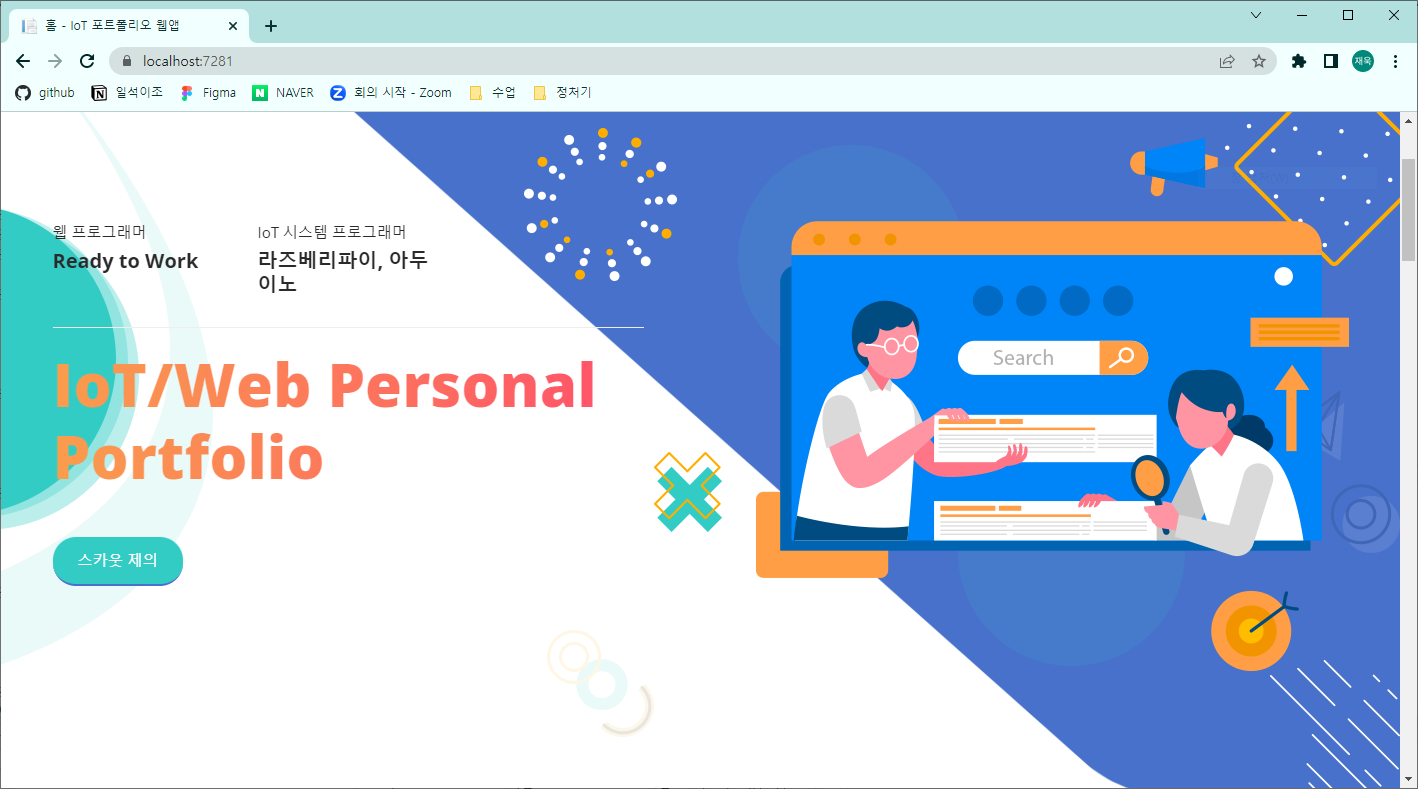 홈 - IoT 포트폴리오 웹앱
localhost:7281
재욱
github
일석이조
Figma
NAVER
회의 시작 - Zoom
수업
정처기
웹 프로그래머
Ready to Work
IoT 시스템 프로그래머
라즈베리파이, 아두
이노
IoT/Web Personal
Portfolio
스카웃 제의
Search